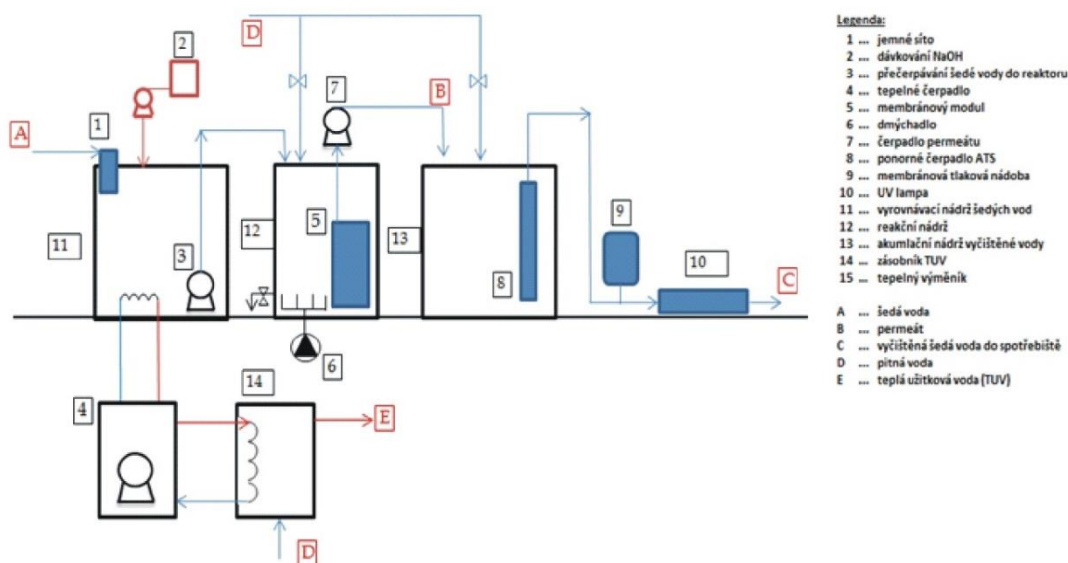 D
2
7
B
A
1
5
12
3
11
13
9
10
8
C
6
14
4
E
D
Legenda:
1 ... jemné síto
2 ... dávkování NaOH
3 ... přečerpávání šedé vody do reaktoru
4 ... tepelné čerpadlo
5 ... membránový modul
6 ... dmýchadlo
7 ... čerpadlo permeátu
8 ... ponorné čerpadlo ATS
9 ... membránová tlaková nádoba
10 ... UV lampa
11 ... vyrovnávací nádrž šedých vod
12 ... reakční nádrž
13 ... akumlační nádrž vyčištěné vody
14 ... zásobník TUV
15 ... tepelný výměník
A ... šedá voda
B ... permeát
C ... vyčištěná šedá voda do spotřebiště
D ... pitná voda
E ... teplá užitková voda (TUV)